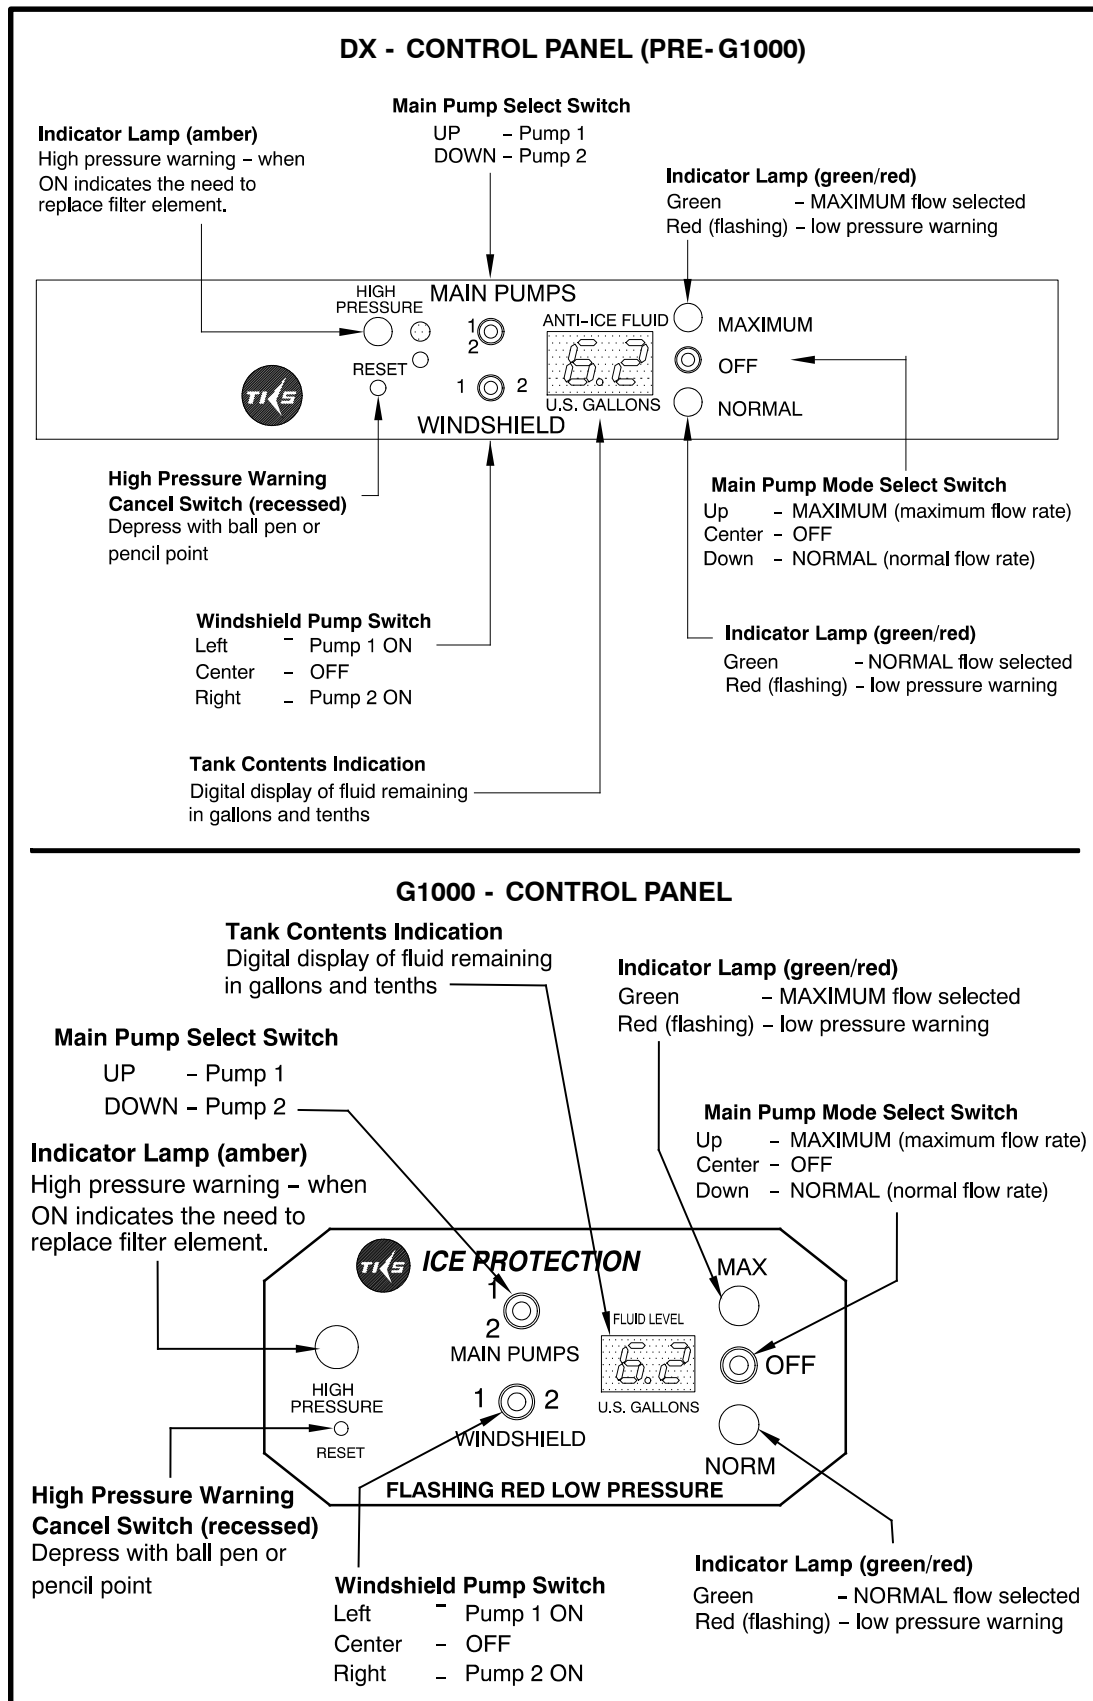 DX - CONTROL PANEL (PRE-G1000)
Main Pump Select Switch
UP – Pump 1
DOWN – Pump 2
Indicator Lamp (amber)
High pressure warning – when
ON indicates the need to
replace filter element.
Indicator Lamp (green/red)
Green – MAXIMUM flow selected
Red (flashing) – low pressure warning
HIGH
PRESSURE
RESET
TKS
MAIN PUMPS
1
2
1 2
WINDSHIELD
ANTI-ICE FLUID
6.2
U.S. GALLONS
MAXIMUM
OFF
NORMAL
High Pressure Warning
Cancel Switch (recessed)
Depress with ball pen or
pencil point
Main Pump Mode Select Switch
Up – MAXIMUM (maximum flow rate)
Center – OFF
Down – NORMAL (normal flow rate)
Windshield Pump Switch
Left – Pump 1 ON
Center – OFF
Right – Pump 2 ON
Indicator Lamp (green/red)
Green – NORMAL flow selected
Red (flashing) – low pressure warning
Tank Contents Indication
Digital display of fluid remaining
in gallons and tenths
G1000 - CONTROL PANEL
Tank Contents Indication
Digital display of fluid remaining
in gallons and tenths
Indicator Lamp (green/red)
Green – MAXIMUM flow selected
Red (flashing) – low pressure warning
Main Pump Select Switch
UP – Pump 1
DOWN – Pump 2
Main Pump Mode Select Switch
Up – MAXIMUM (maximum flow rate)
Center – OFF
Down – NORMAL (normal flow rate)
Indicator Lamp (amber)
High pressure warning – when
ON indicates the need to
replace filter element.
TKS ICE PROTECTION
1
2
MAIN PUMPS
1 2
WINDSHIELD
FLUID LEVEL
6.2
U.S. GALLONS
MAX
OFF
NORM
HIGH
PRESSURE
RESET
FLASHING RED LOW PRESSURE
High Pressure Warning
Cancel Switch (recessed)
Depress with ball pen or
pencil point
Windshield Pump Switch
Left – Pump 1 ON
Center – OFF
Right – Pump 2 ON
Indicator Lamp (green/red)
Green – NORMAL flow selected
Red (flashing) – low pressure warning